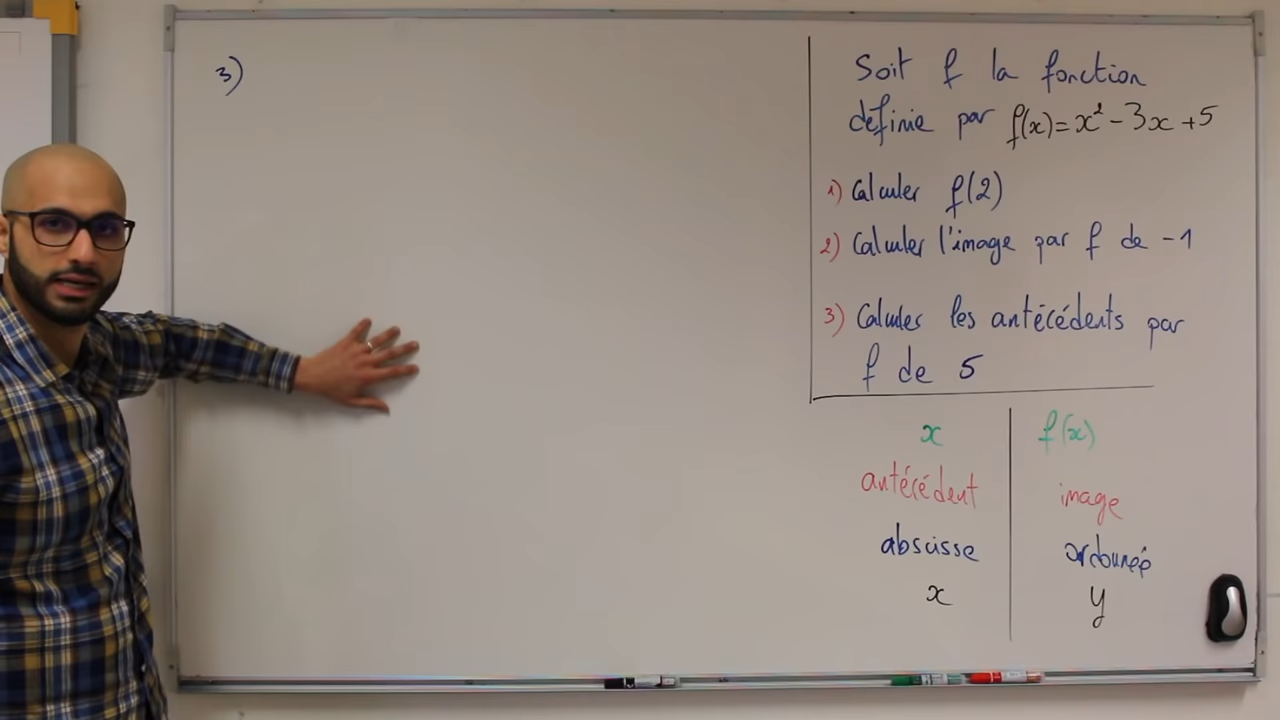 3)
Soit f la fonction
definie par f(x)=x²-3x+5
1) Calculer f(2)
2) Calculer l'image par f de -1
3) Calculer les antécédents par
f de 5
x f(x)
antécédent image
abscisse ordonnée
x y